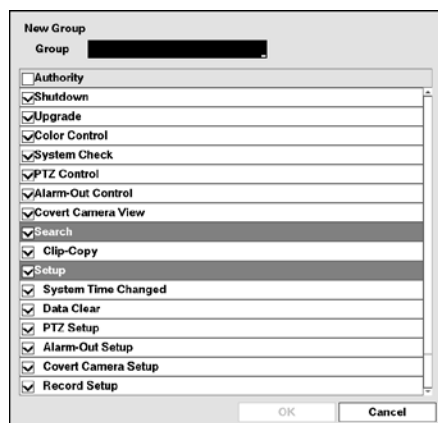 New Group
Group
Authority
Shutdown
Upgrade
Color Control
System Check
PTZ Control
Alarm-Out Control
Covert Camera View
Search
Clip-Copy
Setup
System Time Changed
Data Clear
PTZ Setup
Alarm-Out Setup
Covert Camera Setup
Record Setup
OK Cancel